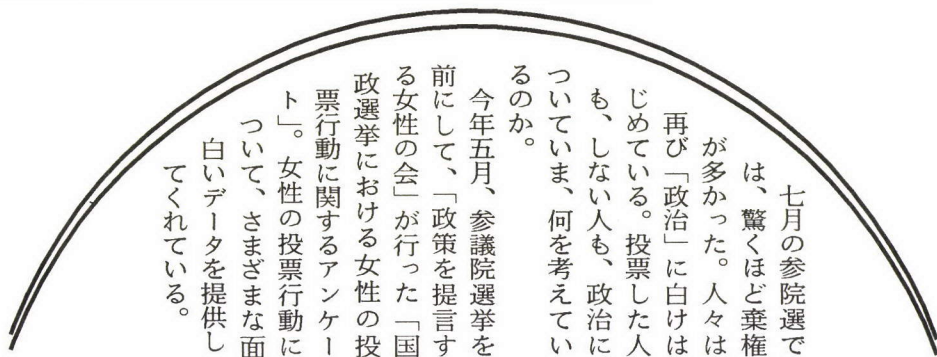 七月の参院選で
は、驚くほど棄権
が多かった。人々は
再び「政治」に白けは
じめている。投票した人
も、しない人も、政治に
ついていま、何を考えてい
るのか。
今年五月、参議院選挙を
前にして、「政策を提言す
る女性の会」が行った「国
政選挙における女性の投
票行動に関するアンケー
ト」。女性の投票行動に
ついて、さまざまな面
白いデータを提供し
てくれている。